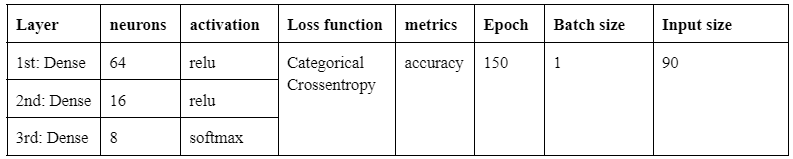 Layer neurons activation Loss function metrics Epoch Batch size Input size
1st: Dense 64 relu Categorical Crossentropy accuracy 150 1 90
2nd: Dense 16 relu
3rd: Dense 8 softmax